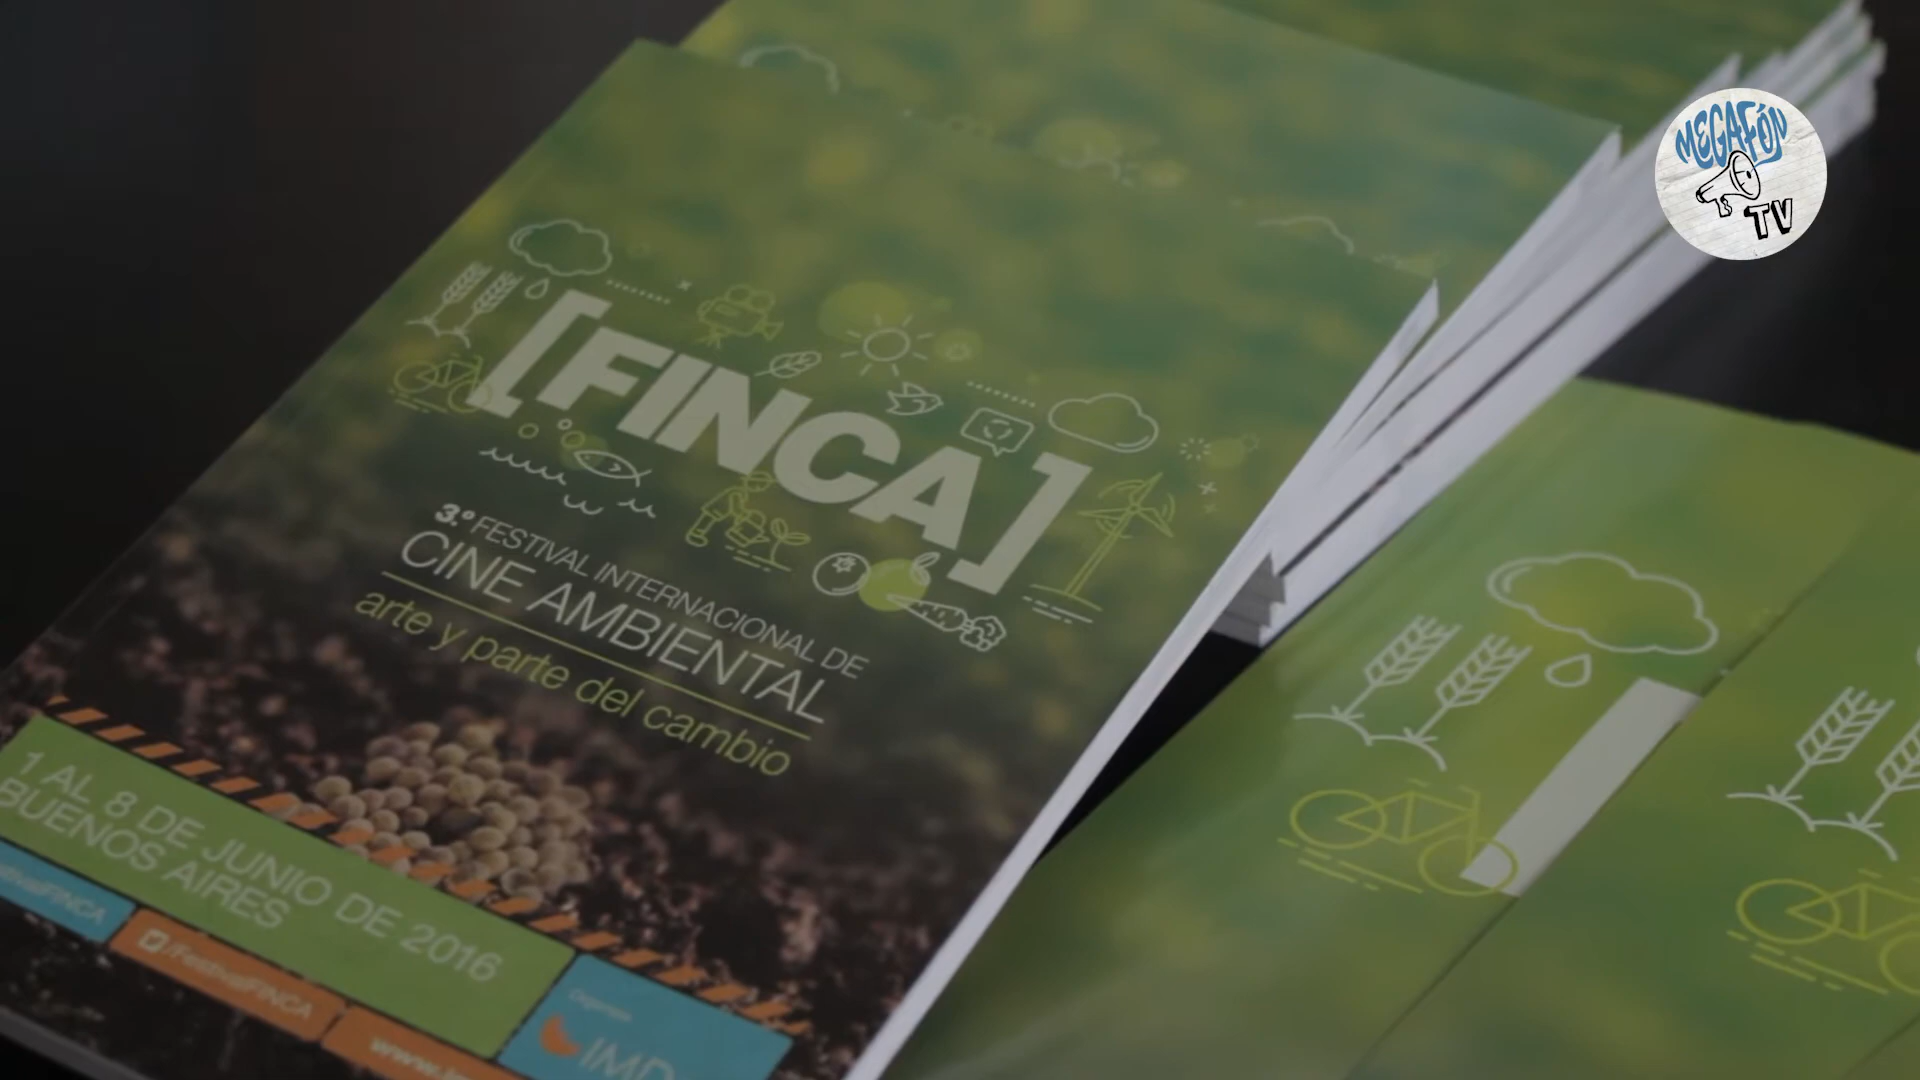 MEGAFÓN
TV
[FINCA]
3.º FESTIVAL INTERNACIONAL DE
CINE AMBIENTAL
arte y parte del cambio
1 AL 8 DE JUNIO DE 2016
BUENOS AIRES
/FestivalFINCA